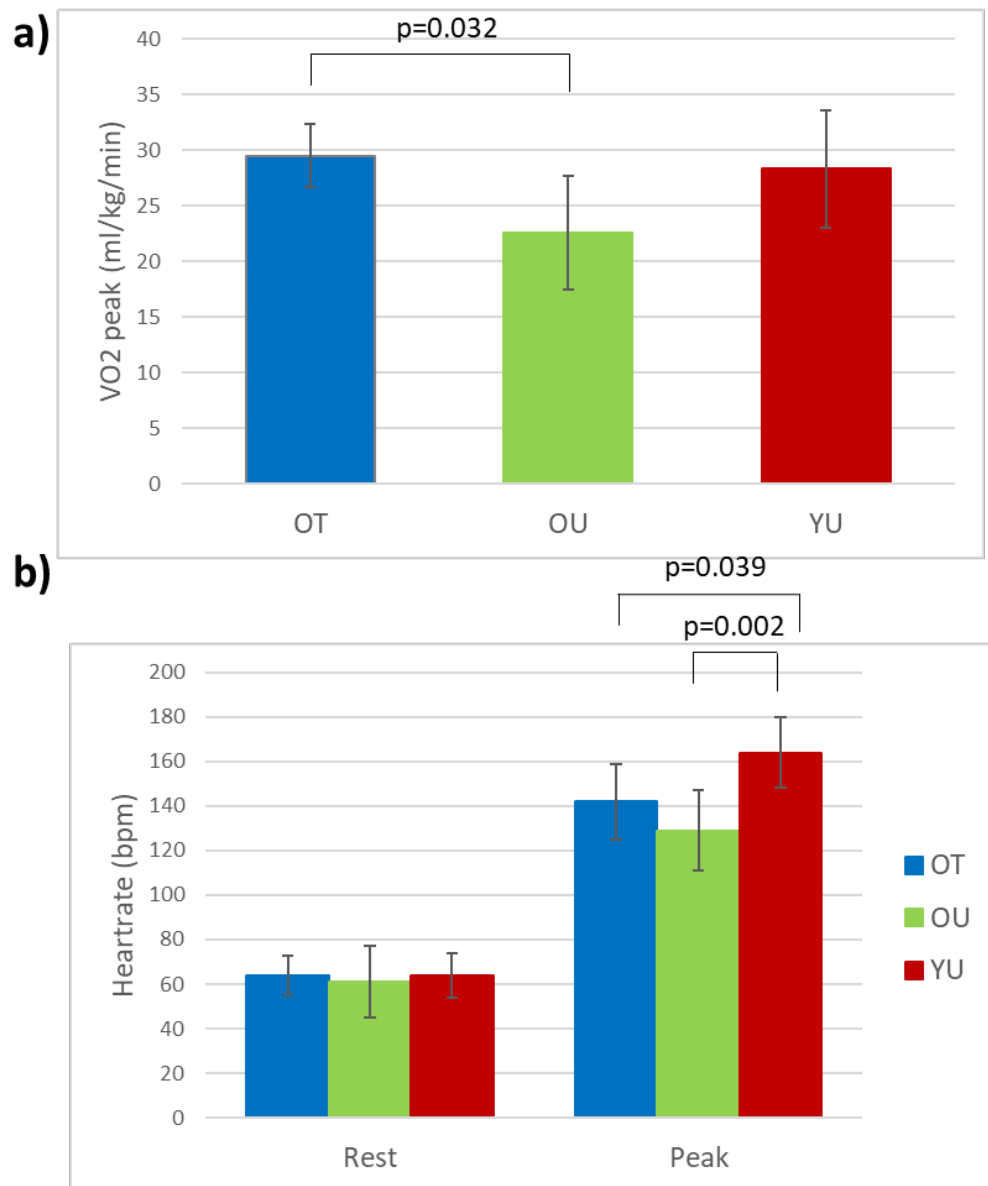 a)
p=0.032
VO2 peak (ml/kg/min)
40
35
30
25
20
15
10
5
0
OT OU YU
b)
p=0.039
p=0.002
Heartrate (bpm)
200
180
160
140
120
100
80
60
40
20
0
Rest Peak
OT
OU
YU